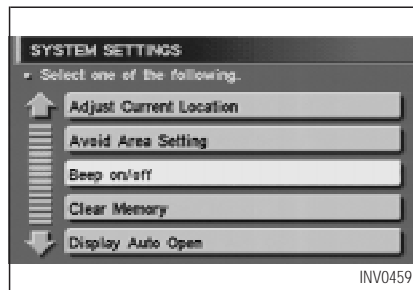 SYSTEM SETTINGS
Select one of the following.
Adjust Current Location
Avoid Area Setting
Beep on/off
Clear Memory
Display Auto Open
INV0459